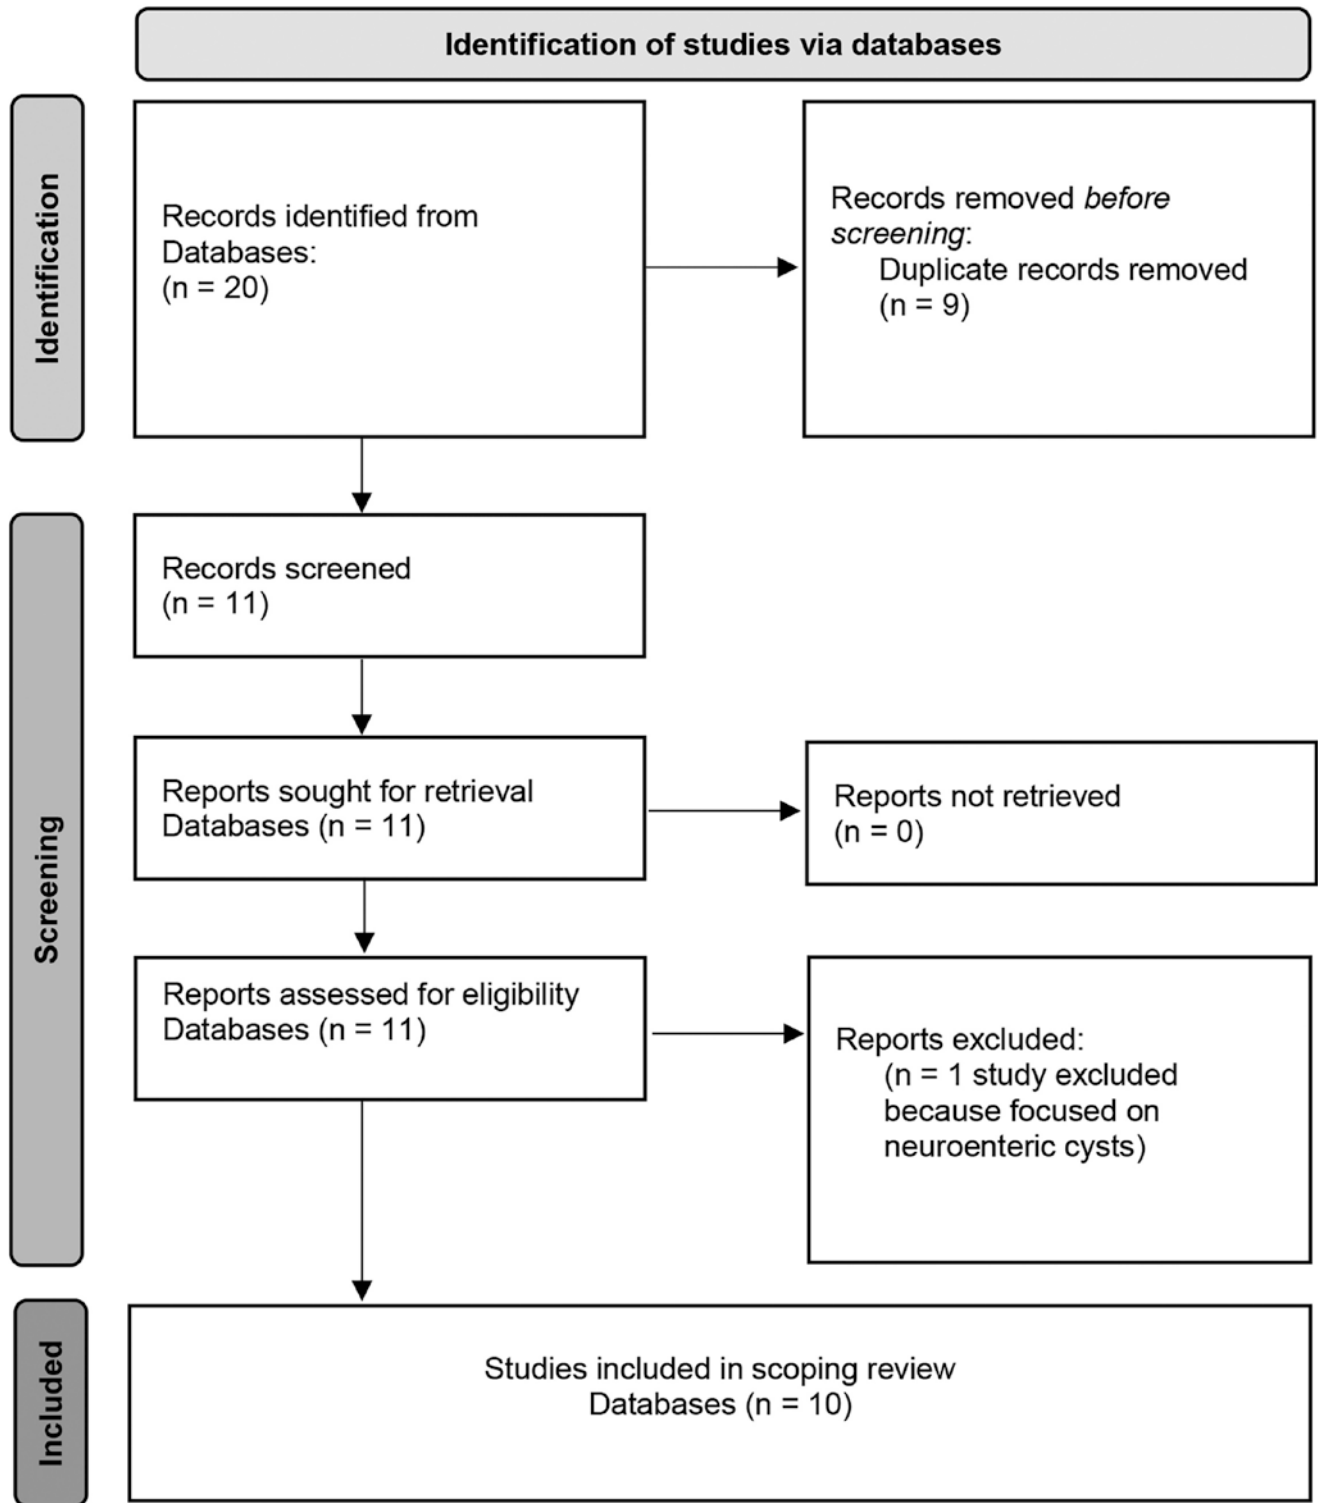 Identification of studies via databases
Identification
Records identified from
Databases:
(n = 20)
Records removed before
screening:
Duplicate records removed
(n = 9)
Screening
Records screened
(n = 11)
Reports sought for retrieval
Databases (n = 11)
Reports not retrieved
(n = 0)
Reports assessed for eligibility
Databases (n = 11)
Reports excluded:
(n = 1 study excluded
because focused on
neuroenteric cysts)
Included
Studies included in scoping review
Databases (n = 10)